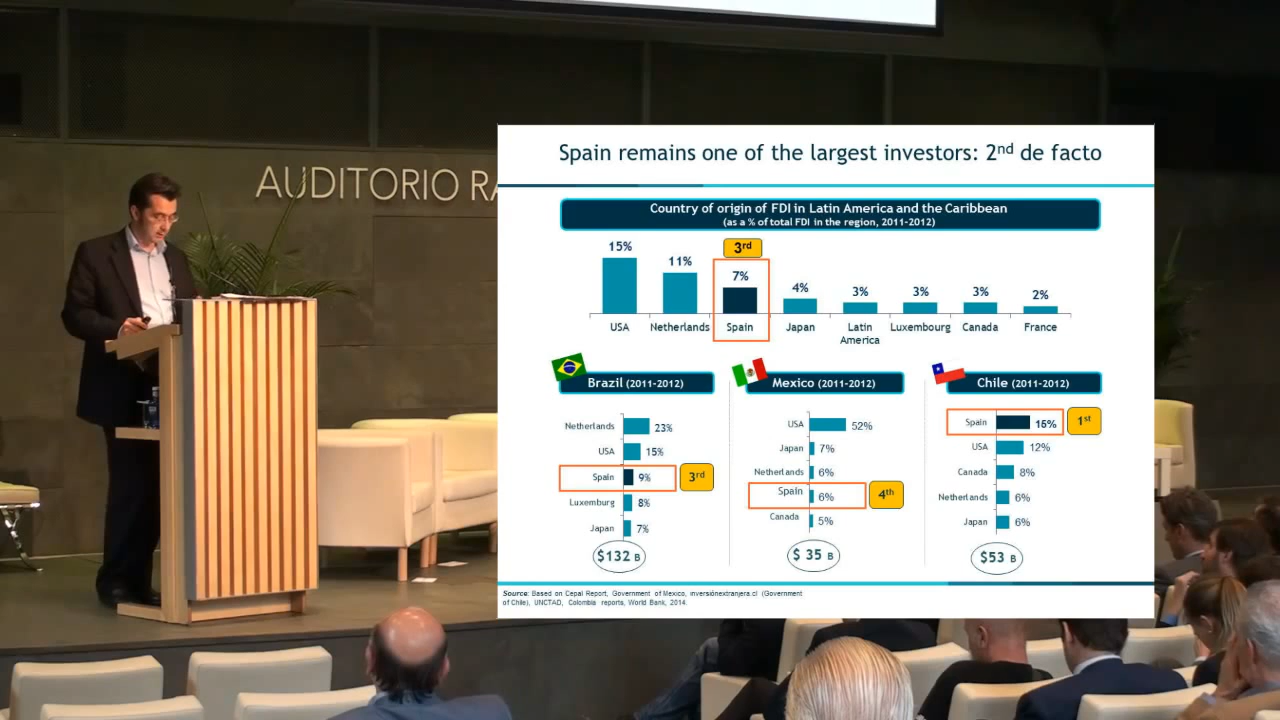 AUDITORIO RA
Spain remains one of the largest investors: 2nd de facto
Country of origin of FDI in Latin America and the Caribbean
(as a % of total FDI in the region, 2011-2012)
3rd
15% 11% 7% 4% 3% 3% 3% 2%
USA Netherlands Spain Japan Latin America Luxembourg Canada France
Brazil (2011-2012)
Netherlands 23%
USA 15%
Spain 9% 3rd
Luxemburg 8%
Japan 7%
$132 B
Mexico (2011-2012)
USA 52%
Japan 7%
Netherlands 6%
Spain 6% 4th
Canada 5%
$ 35 B
Chile (2011-2012)
Spain 16% 1st
USA 12%
Canada 8%
Netherlands 6%
Japan 6%
$53 B
Source: Based on Cepal Report, Government of Mexico, inversiónextranjera.cl (Government
of Chile), UNCTAD, Colombia reports, World Bank, 2014.